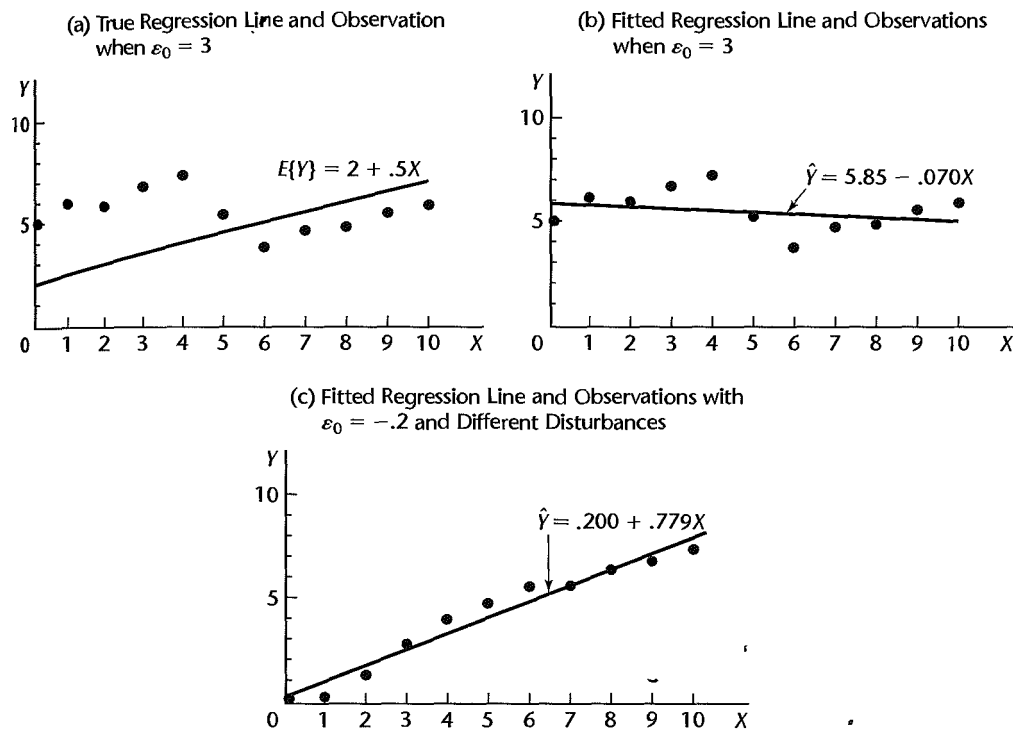 (a) True Regression Line and Observation
when ε₀ = 3
Y
10
5
E{Y} = 2 + .5X
0 1 2 3 4 5 6 7 8 9 10 X
(b) Fitted Regression Line and Observations
when ε₀ = 3
Y
10
5
Ŷ = 5.85 − .070X
0 1 2 3 4 5 6 7 8 9 10 X
(c) Fitted Regression Line and Observations with
ε₀ = −.2 and Different Disturbances
Y
10
5
Ŷ = .200 + .779X
0 1 2 3 4 5 6 7 8 9 10 X